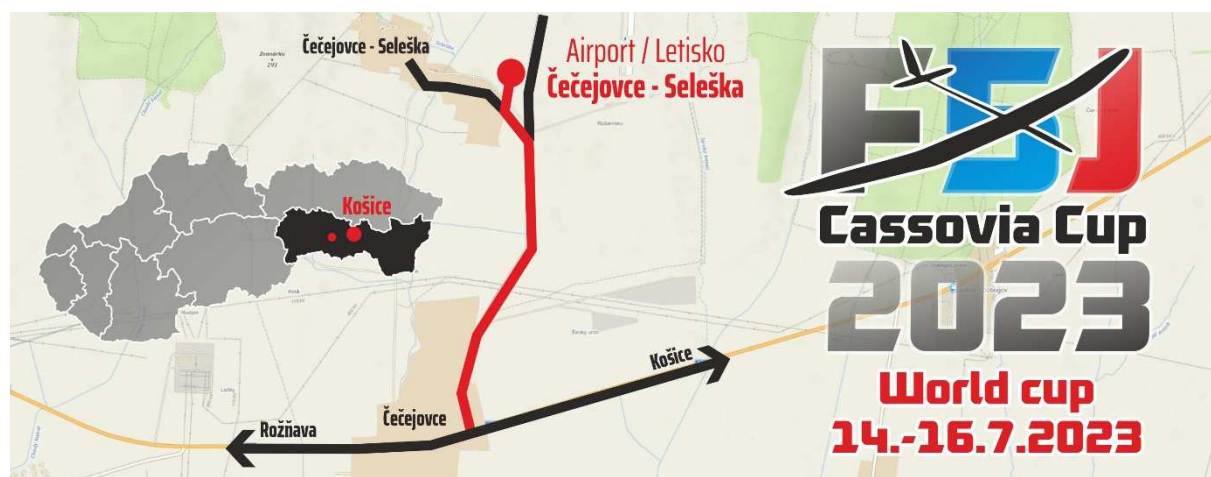 Čečejovce - Seleška
Airport / Letisko
Čečejovce - Seleška
Košice
Košice
Čečejovce
Rožňava
F5J
Cassovia Cup
2023
World cup
14.-16.7.2023